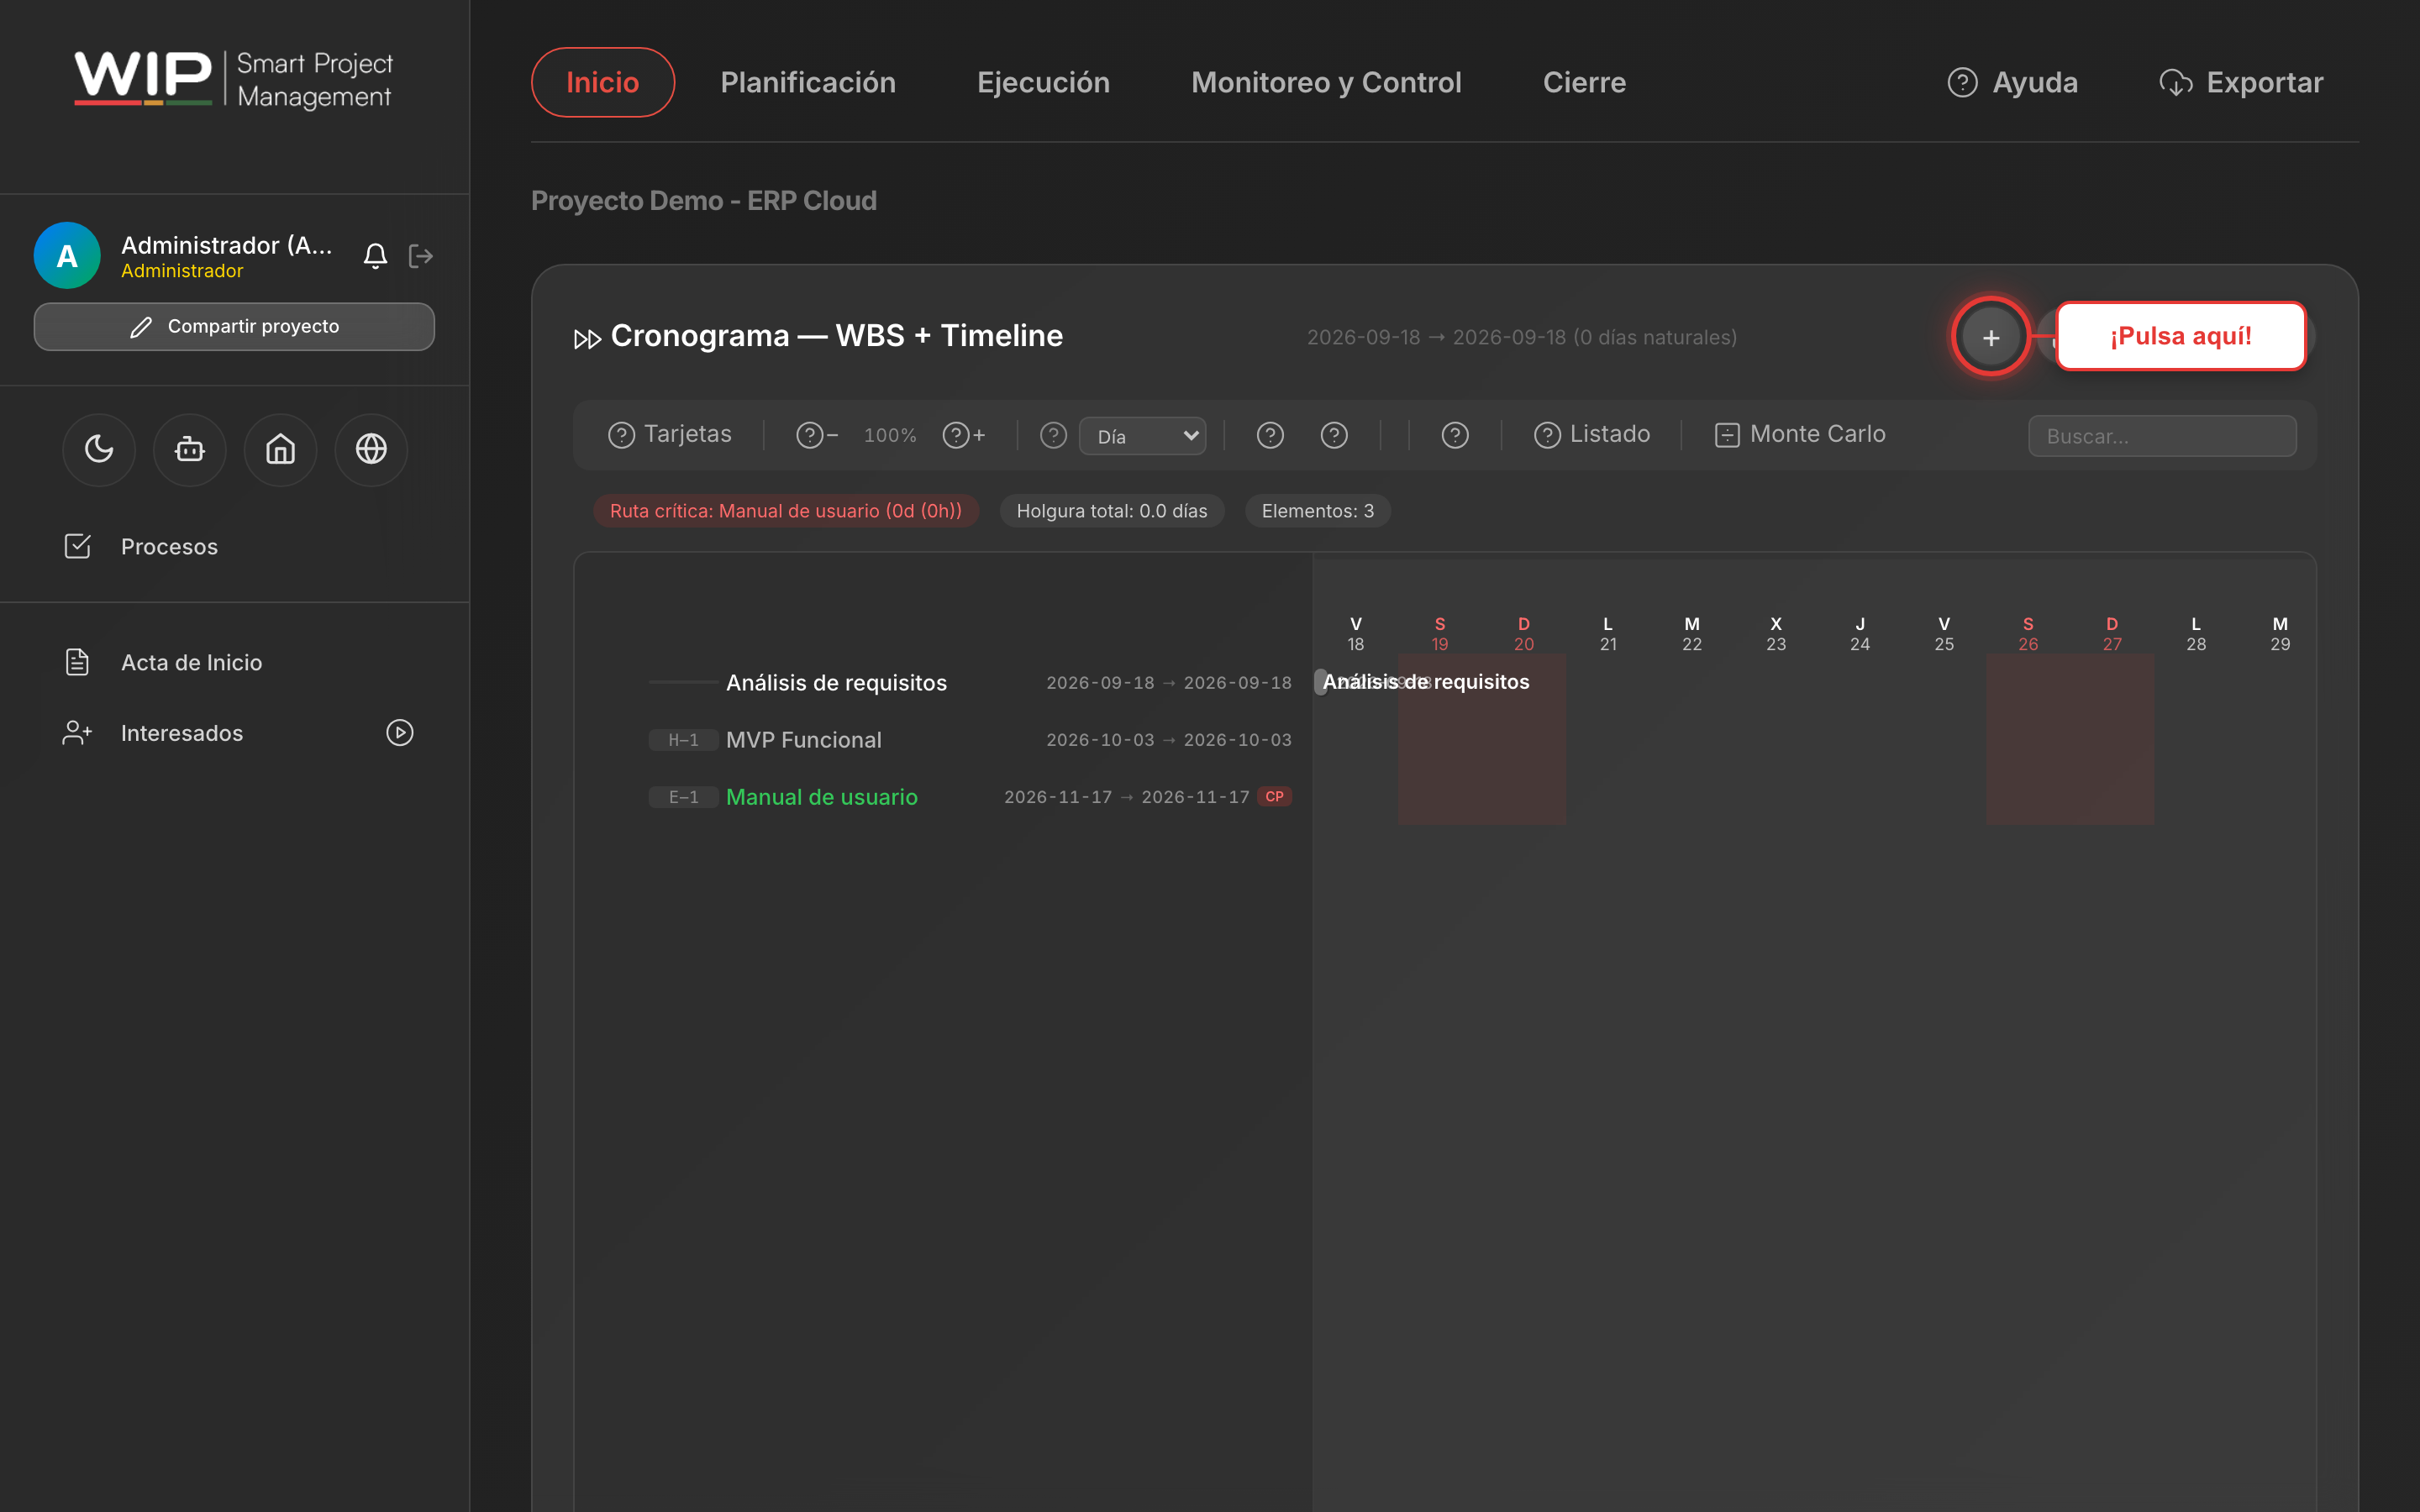 WIP
Smart Project
Management
Inicio
Planificación
Ejecución
Monitoreo y Control
Cierre
Ayuda
Exportar
A
Administrador (A...
Administrador
Compartir proyecto
Procesos
Acta de Inicio
Interesados
Proyecto Demo - ERP Cloud
Cronograma — WBS + Timeline
2026-09-18 → 2026-09-18 (0 días naturales)
+
¡Pulsa aquí!
Tarjetas
−
100%
+
Día
Listado
Monte Carlo
Buscar...
Ruta crítica: Manual de usuario (0d (0h))
Holgura total: 0.0 días
Elementos: 3
V S D L M X J V S D L M
18 19 20 21 22 23 24 25 26 27 28 29
Análisis de requisitos 2026-09-18 → 2026-09-18
Análisis de requisitos
H-1 MVP Funcional 2026-10-03 → 2026-10-03
E-1 Manual de usuario 2026-11-17 → 2026-11-17 CP